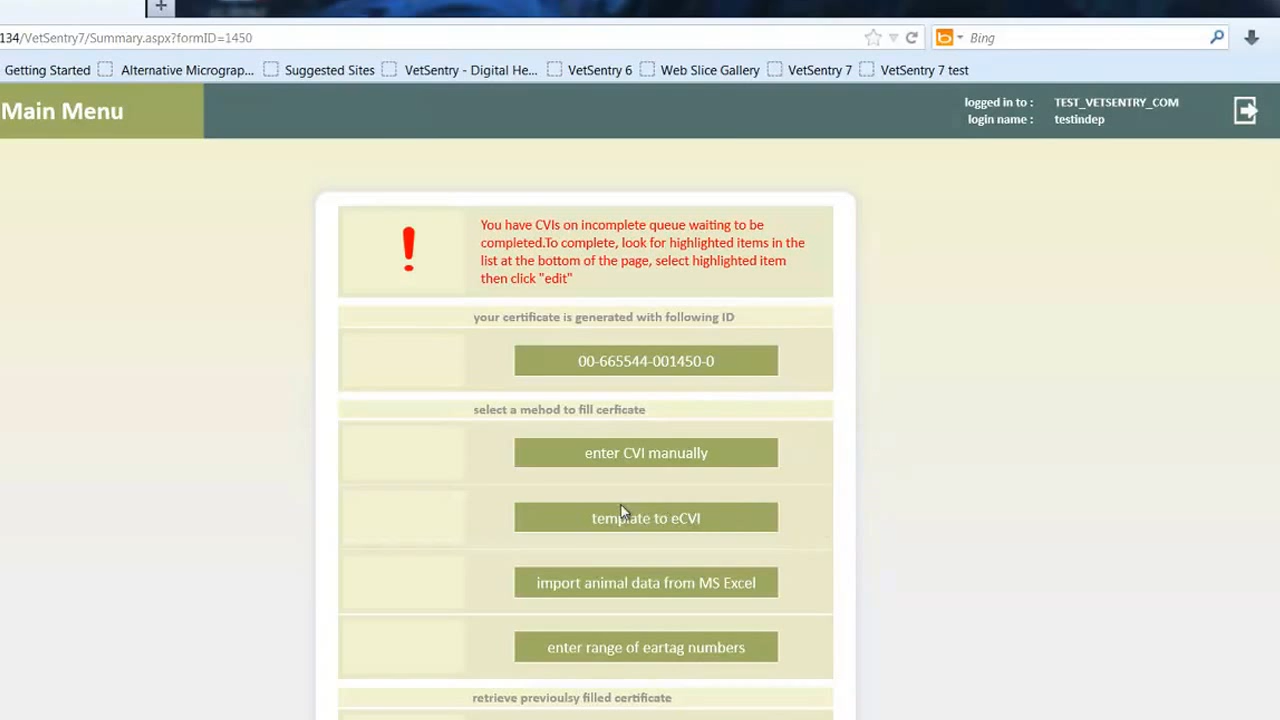 134/VetSentry7/Summary.aspx?formID=1450
Bing
Getting Started Alternative Micrograp... Suggested Sites VetSentry - Digital He... VetSentry 6 Web Slice Gallery VetSentry 7 VetSentry 7 test
Main Menu
logged in to : TEST_VETSENTRY_COM
login name : testindep
You have CVIs on incomplete queue waiting to be
completed.To complete, look for highlighted items in the
list at the bottom of the page, select highlighted item
then click "edit"
your certificate is generated with following ID
00-665544-001450-0
select a mehod to fill cerficate
enter CVI manually
template to eCVI
import animal data from MS Excel
enter range of eartag numbers
retrieve previoulsy filled certificate